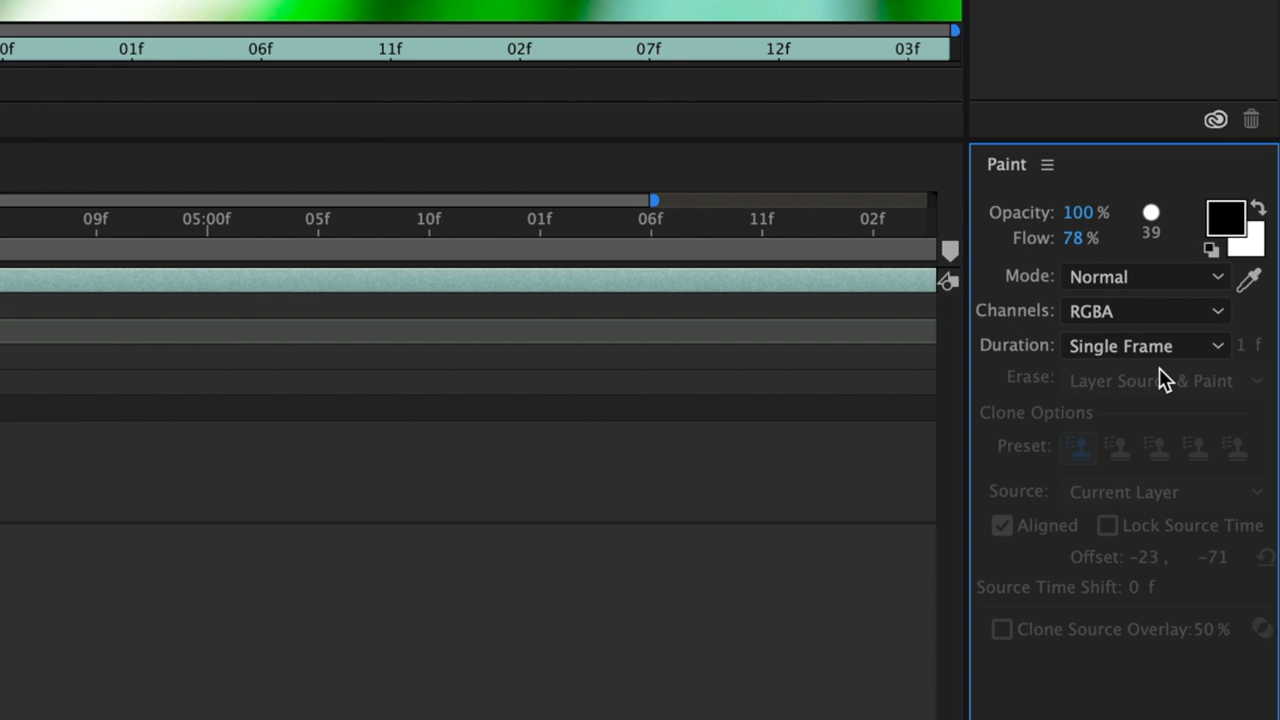 0f 01f 06f 11f 02f 07f 12f 03f
Paint
09f 05:00f 05f 10f 01f 06f 11f 02f
Opacity: 100 %
39
Flow: 78 %
Mode: Normal
Channels: RGBA
Duration: Single Frame 1 f
Erase: Layer Source & Paint
Clone Options
Preset:
Source: Current Layer
Aligned Lock Source Time
Offset: -23 , -71
Source Time Shift: 0 f
Clone Source Overlay: 50 %